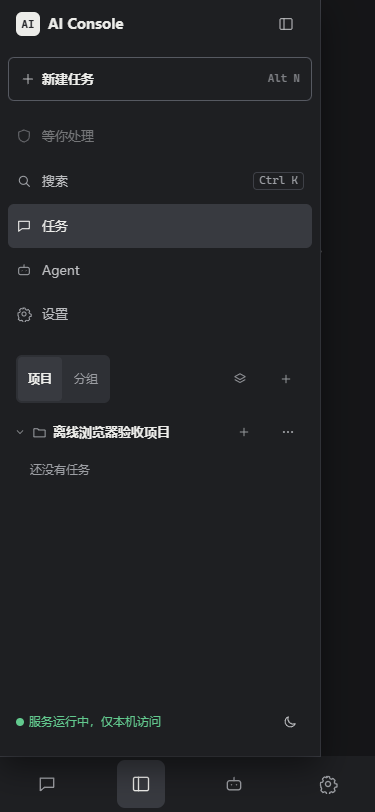 AI AI Console
新建任务 Alt N
等你处理
搜索 Ctrl K
任务
Agent
设置
项目 分组
离线浏览器验收项目
还没有任务
服务运行中，仅本机访问